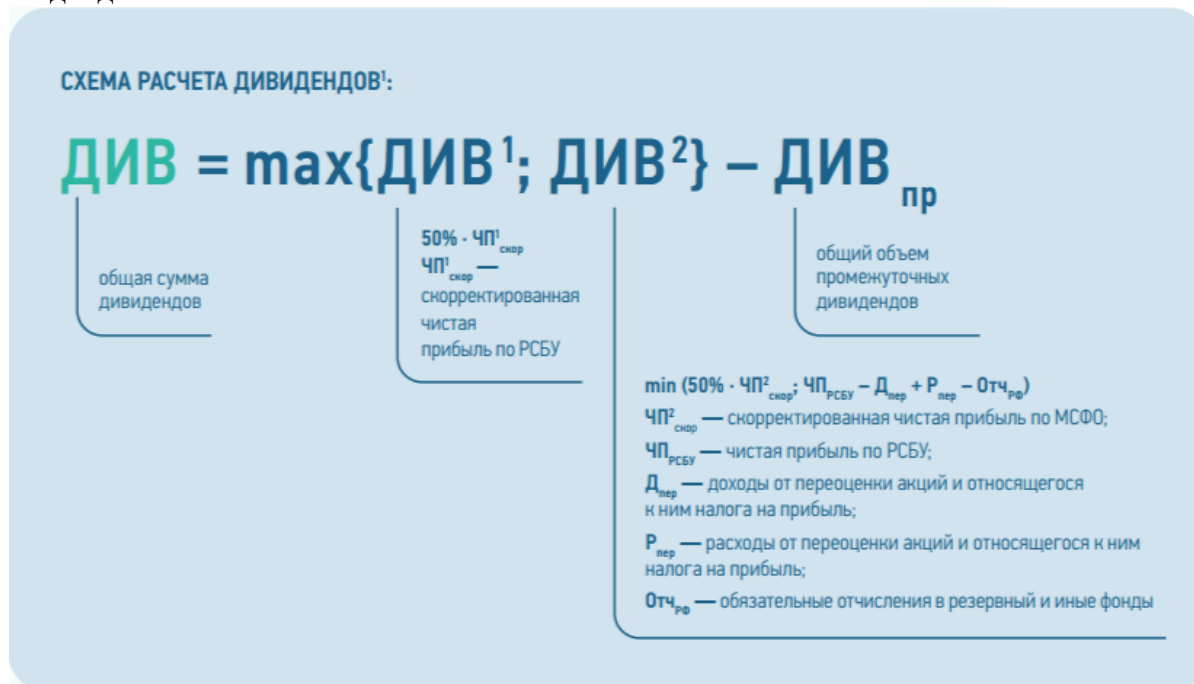 СХЕМА РАСЧЕТА ДИВИДЕНДОВ¹:
ДИВ = max{ДИВ¹; ДИВ²} – ДИВ пр
общая сумма
дивидендов
50% · ЧП¹скор
ЧП¹скор —
скорректированная
чистая
прибыль по РСБУ
общий объем
промежуточных
дивидендов
min (50% · ЧП²скор; ЧПРСБУ – Дпер + Рпер – ОтчРФ)
ЧП²скор — скорректированная чистая прибыль по МСФО;
ЧПРСБУ — чистая прибыль по РСБУ;
Дпер — доходы от переоценки акций и относящегося
к ним налога на прибыль;
Рпер — расходы от переоценки акций и относящегося к ним
налога на прибыль;
ОтчРФ — обязательные отчисления в резервный и иные фонды